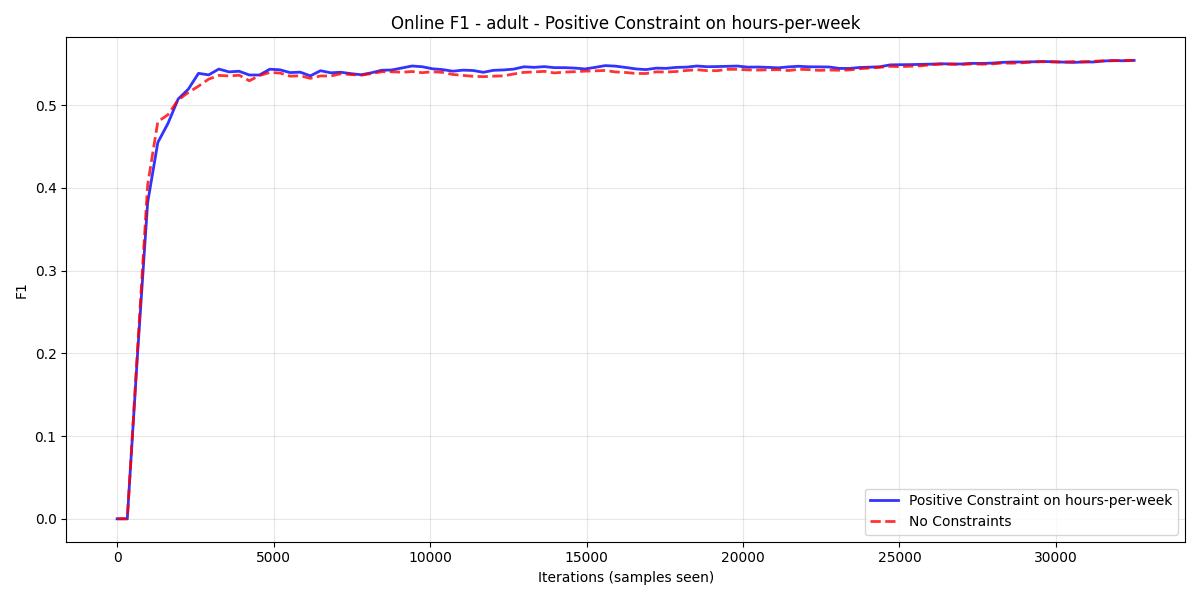 Online F1 - adult - Positive Constraint on hours-per-week
F1
0.5
0.4
0.3
0.2
0.1
0.0
Positive Constraint on hours-per-week
No Constraints
0 5000 10000 15000 20000 25000 30000
Iterations (samples seen)